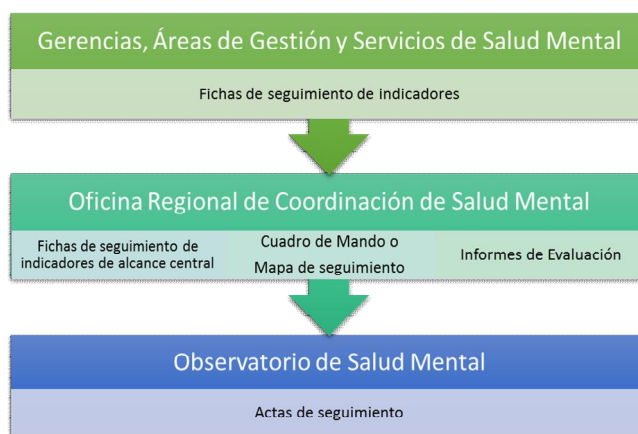 Gerencias, Áreas de Gestión y Servicios de Salud Mental
Fichas de seguimiento de indicadores
Oficina Regional de Coordinación de Salud Mental
Fichas de seguimiento de
indicadores de alcance central
Cuadro de Mando o
Mapa de seguimiento
Informes de Evaluación
Observatorio de Salud Mental
Actas de seguimiento